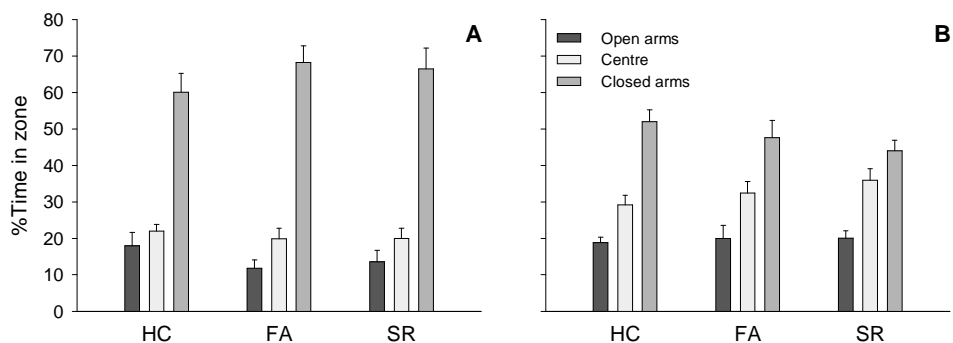 %Time in zone
80
70
60
50
40
30
20
10
0
A
HC FA SR
Open arms
Centre
Closed arms
B
HC FA SR